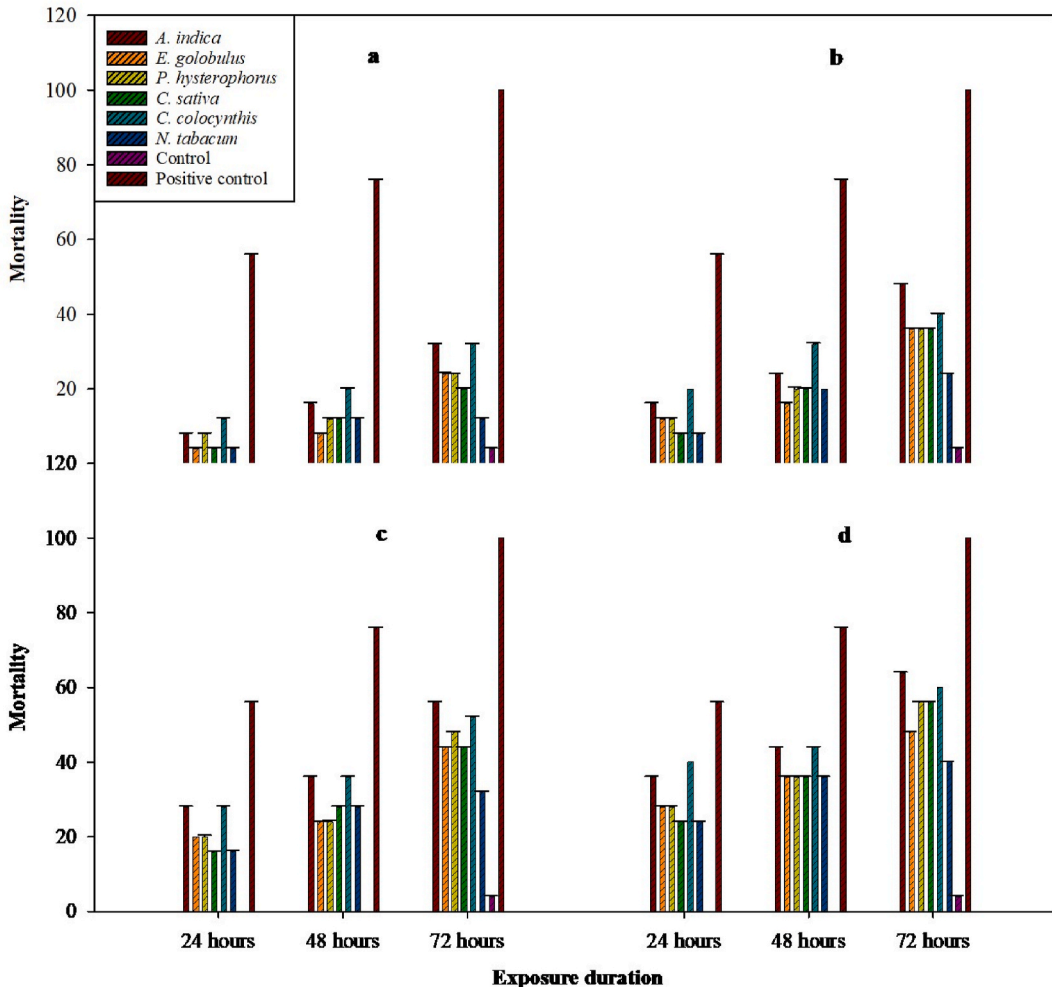 120
100
80
60
40
20
120
100
80
60
40
20
0
Mortality
Mortality
A. indica
E. golobulus
P. hysterophorus
C. sativa
C. colocynthis
N. tabacum
Control
Positive control
a
b
c
d
24 hours 48 hours 72 hours 24 hours 48 hours 72 hours
Exposure duration